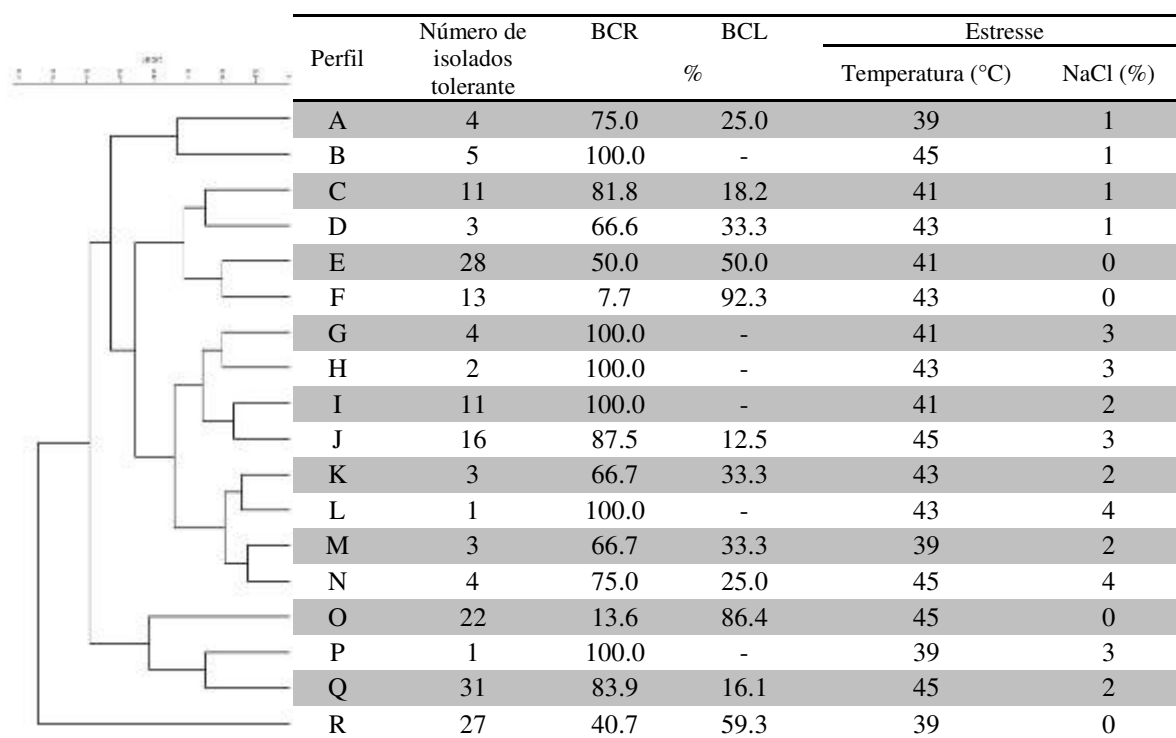 Perfil Número de isolados tolerante BCR BCL Estresse
% Temperatura (°C) NaCl (%)
A 4 75.0 25.0 39 1
B 5 100.0 - 45 1
C 11 81.8 18.2 41 1
D 3 66.6 33.3 43 1
E 28 50.0 50.0 41 0
F 13 7.7 92.3 43 0
G 4 100.0 - 41 3
H 2 100.0 - 43 3
I 11 100.0 - 41 2
J 16 87.5 12.5 45 3
K 3 66.7 33.3 43 2
L 1 100.0 - 43 4
M 3 66.7 33.3 39 2
N 4 75.0 25.0 45 4
O 22 13.6 86.4 45 0
P 1 100.0 - 39 3
Q 31 83.9 16.1 45 2
R 27 40.7 59.3 39 0